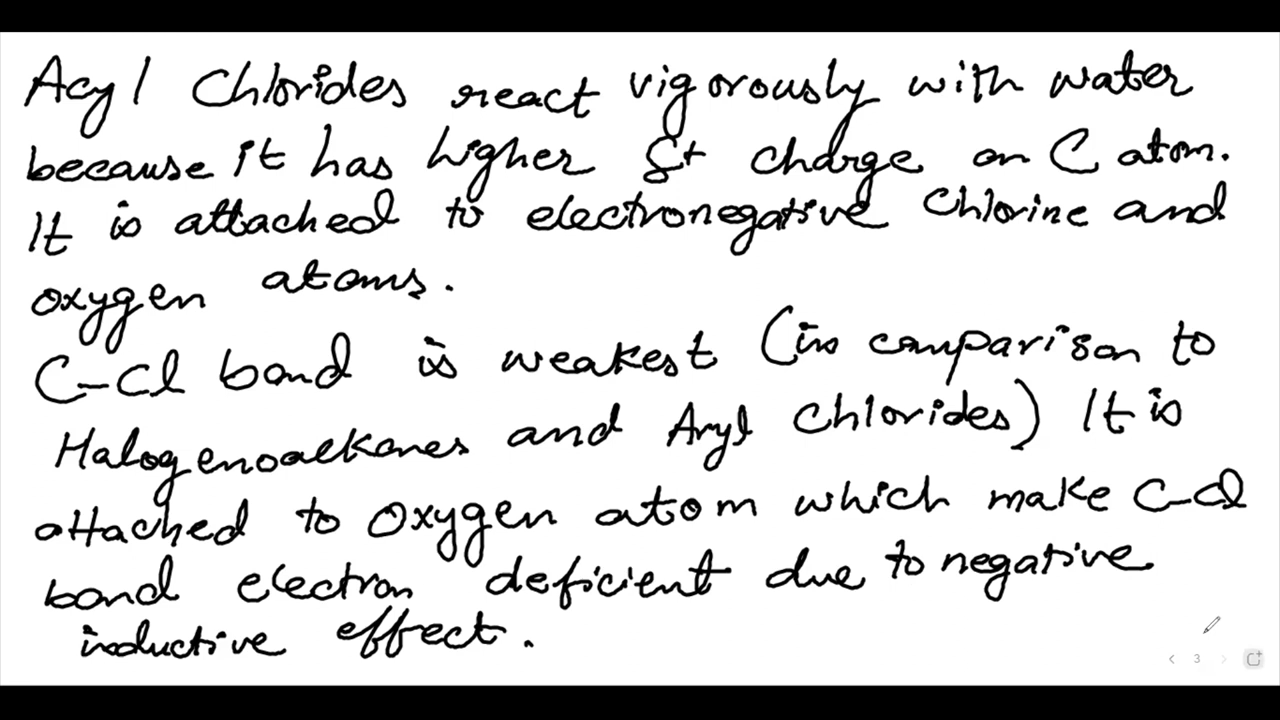 Acyl Chlorides react vigorously with water
because it has higher δ+ charge on C atom.
It is attached to electronegative Chlorine and
oxygen atoms.
C-Cl bond is weakest (in comparison to
Halogenoalkanes and Aryl Chlorides) It is
attached to Oxygen atom which make C-Cl
bond electron deficient due to negative
inductive effect.
3